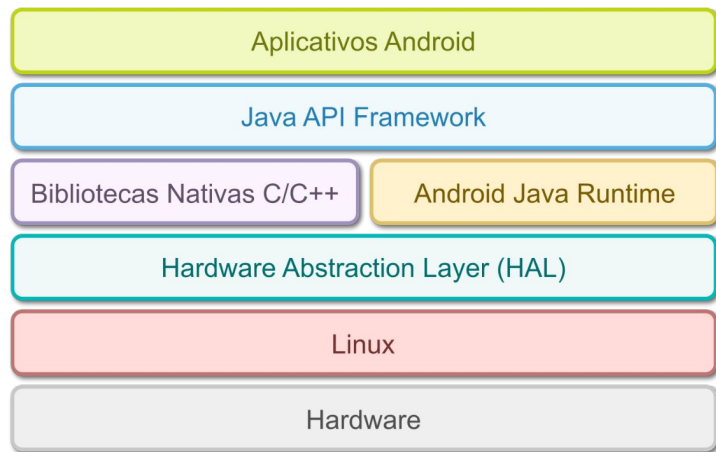 Aplicativos Android
Java API Framework
Bibliotecas Nativas C/C++
Android Java Runtime
Hardware Abstraction Layer (HAL)
Linux
Hardware